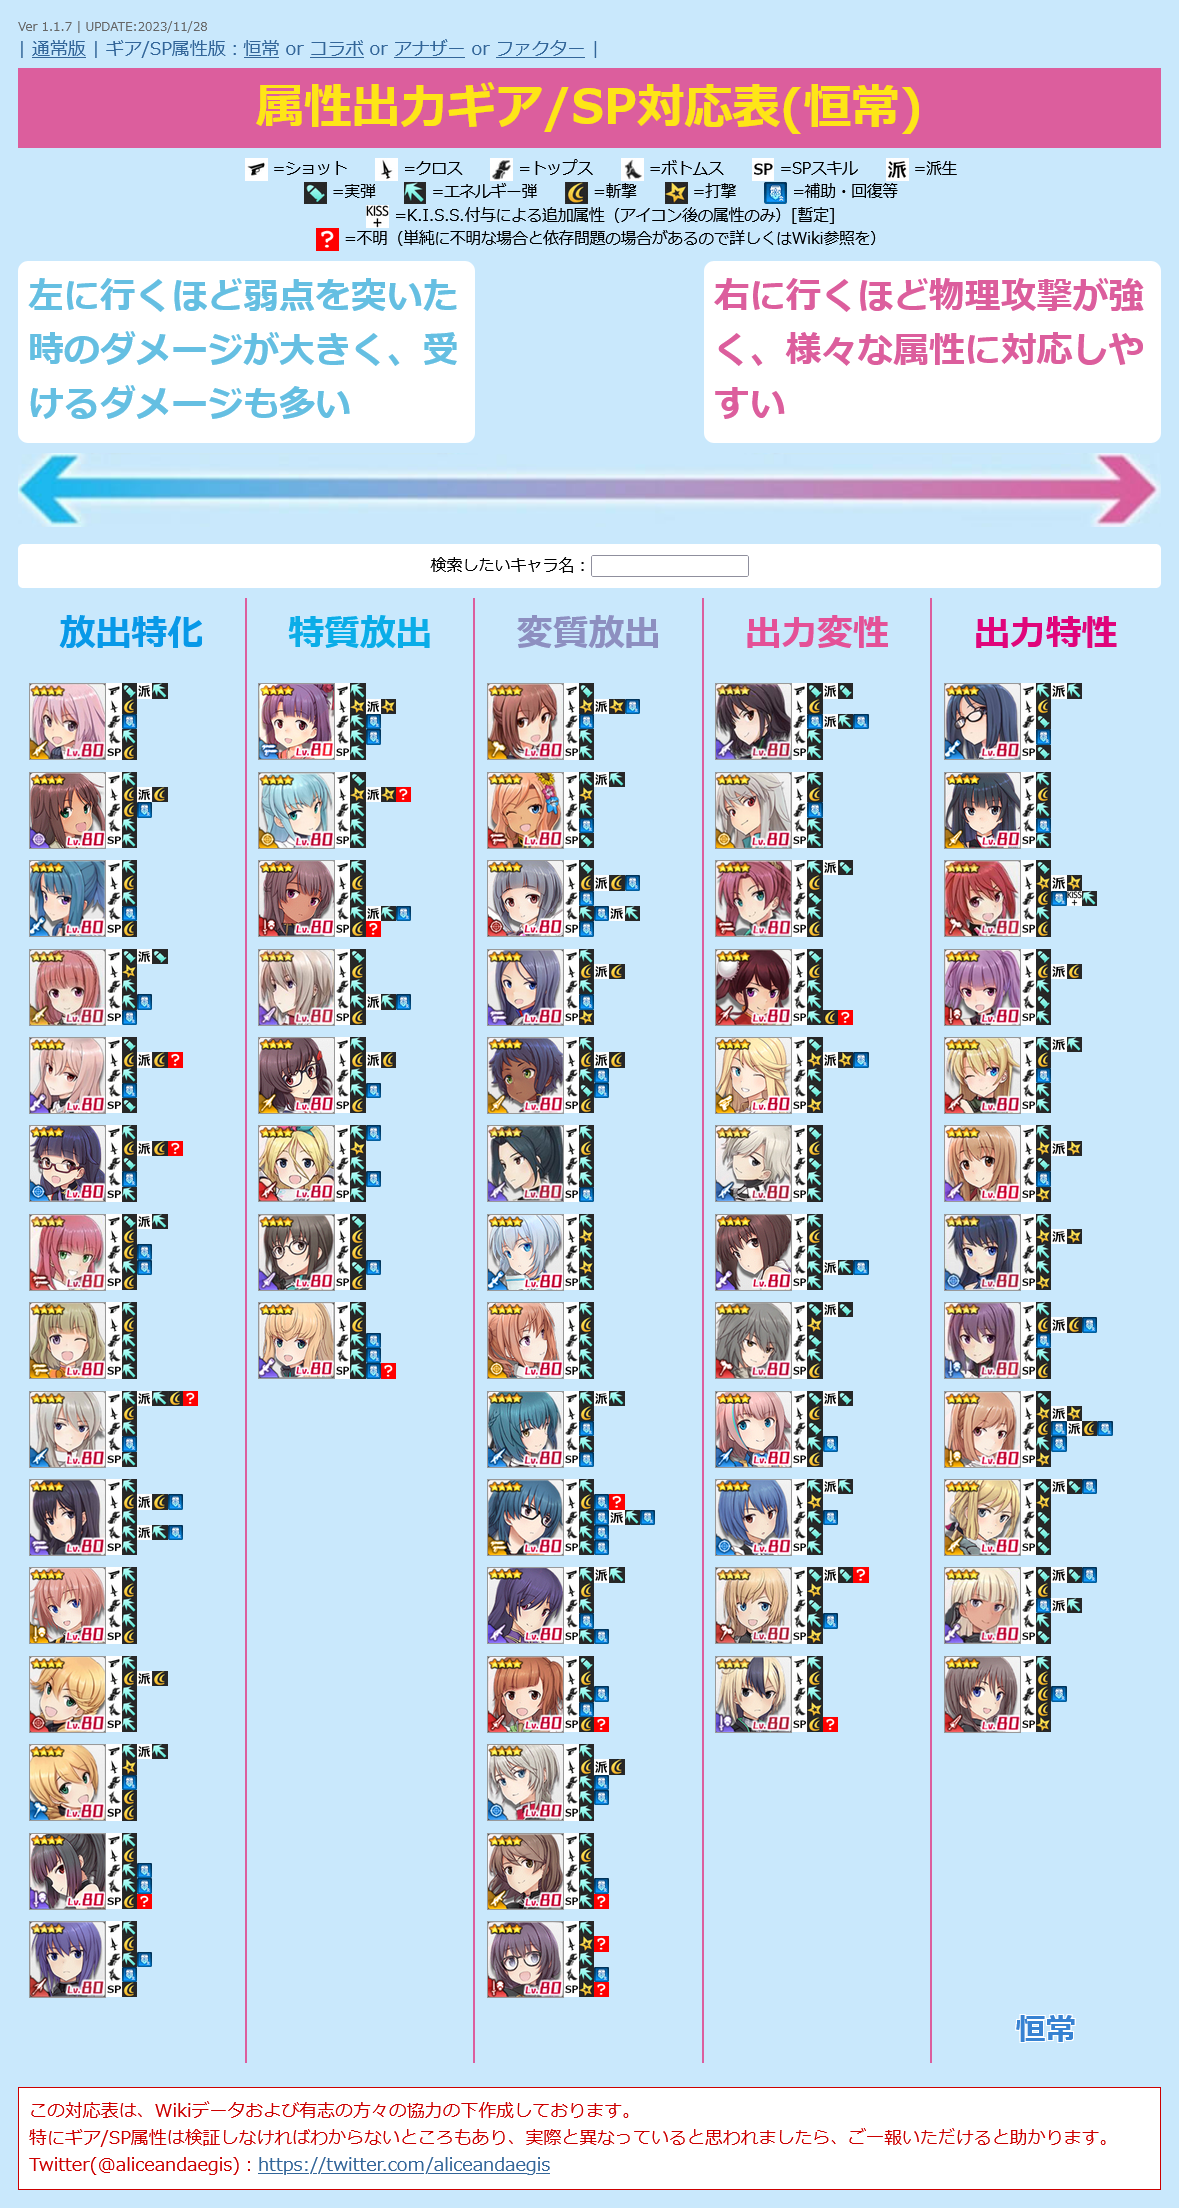 Ver 1.1.7 | UPDATE:2023/11/28
| 通常版 | ギア/SP属性版 : 恒常 or コラボ or アナザー or ファクター |
属性出力ギア/SP対応表(恒常)
=ショット =クロス =トップス =ボトムス SP =SPスキル 派 =派生
=実弾 =エネルギー弾 =斬撃 =打撃 =補助・回復等
KISS+ =K.I.S.S.付与による追加属性（アイコン後の属性のみ）[暫定]
? =不明（単純に不明な場合と依存問題の場合があるので詳しくはWiki参照を）
左に行くほど弱点を突いた
時のダメージが大きく、受
けるダメージも多い
右に行くほど物理攻撃が強
く、様々な属性に対応しや
すい
検索したいキャラ名 :
放出特化 特質放出 変質放出 出力変性 出力特性
恒常
この対応表は、Wikiデータおよび有志の方々の協力の下作成しております。
特にギア/SP属性は検証しなければわからないところもあり、実際と異なっていると思われましたら、ご一報いただけると助かります。
Twitter(@aliceandaegis) : https://twitter.com/aliceandaegis